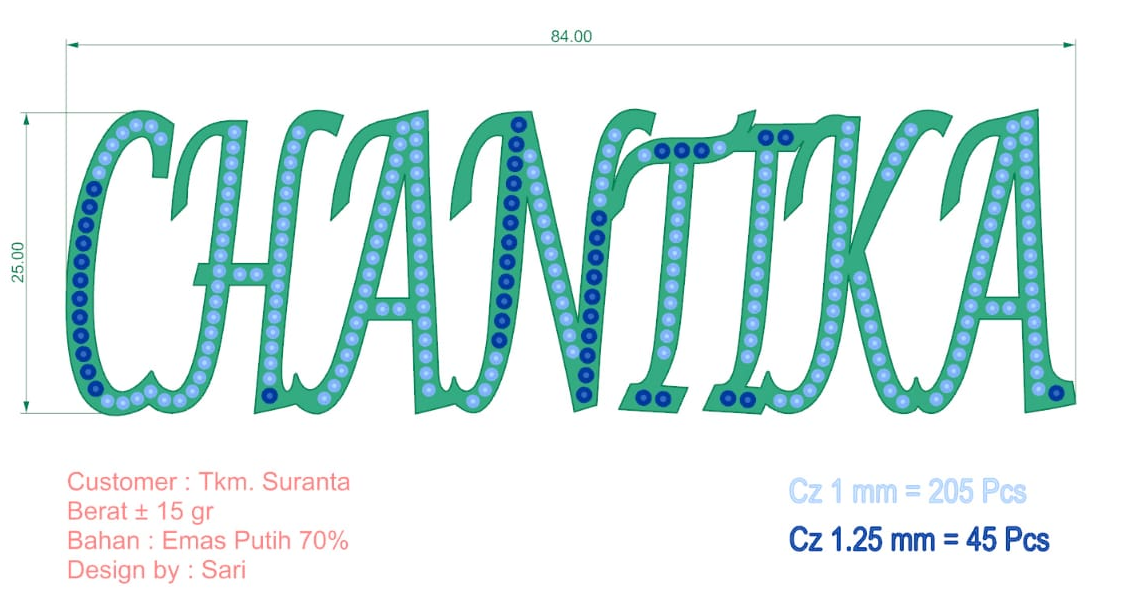 84.00
25.00
CHANTIKA
Customer : Tkm. Suranta
Berat ± 15 gr
Bahan : Emas Putih 70%
Design by : Sari
Cz 1 mm = 205 Pcs
Cz 1.25 mm = 45 Pcs